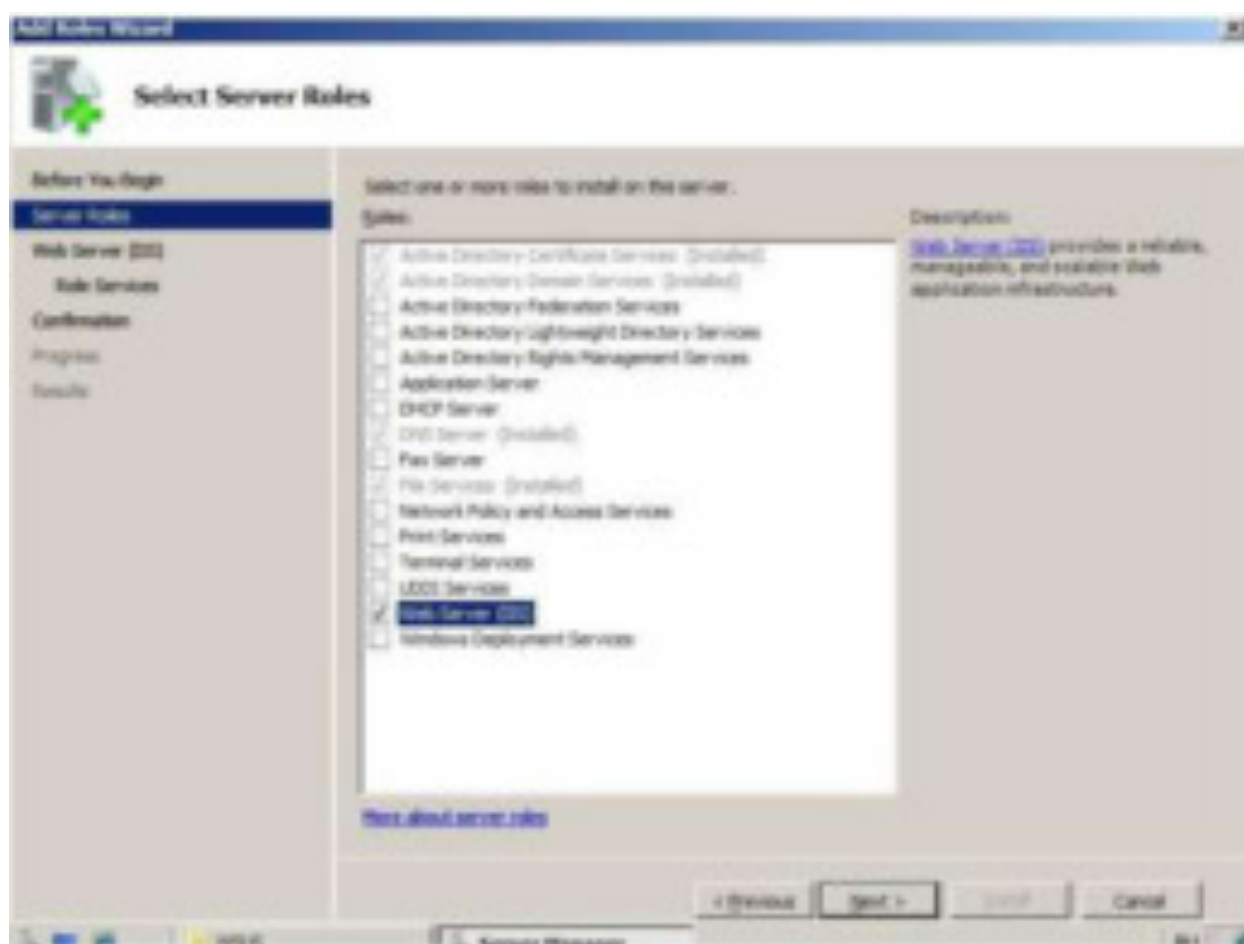 Add Roles Wizard
Select Server Roles
Before You Begin
Server Roles
Web Server (IIS)
Role Services
Confirmation
Progress
Results
Select one or more roles to install on the server.
Roles:
Active Directory Certificate Services (Installed)
Active Directory Domain Services (Installed)
Active Directory Federation Services
Active Directory Lightweight Directory Services
Active Directory Rights Management Services
Application Server
DHCP Server
DNS Server (Installed)
Fax Server
File Services (Installed)
Network Policy and Access Services
Print Services
Terminal Services
UDDI Services
Web Server (IIS)
Windows Deployment Services
More about server roles
Description:
Web Server (IIS) provides a reliable,
manageable, and scalable Web
application infrastructure.
< Previous
Next >
Install
Cancel
Server Manager